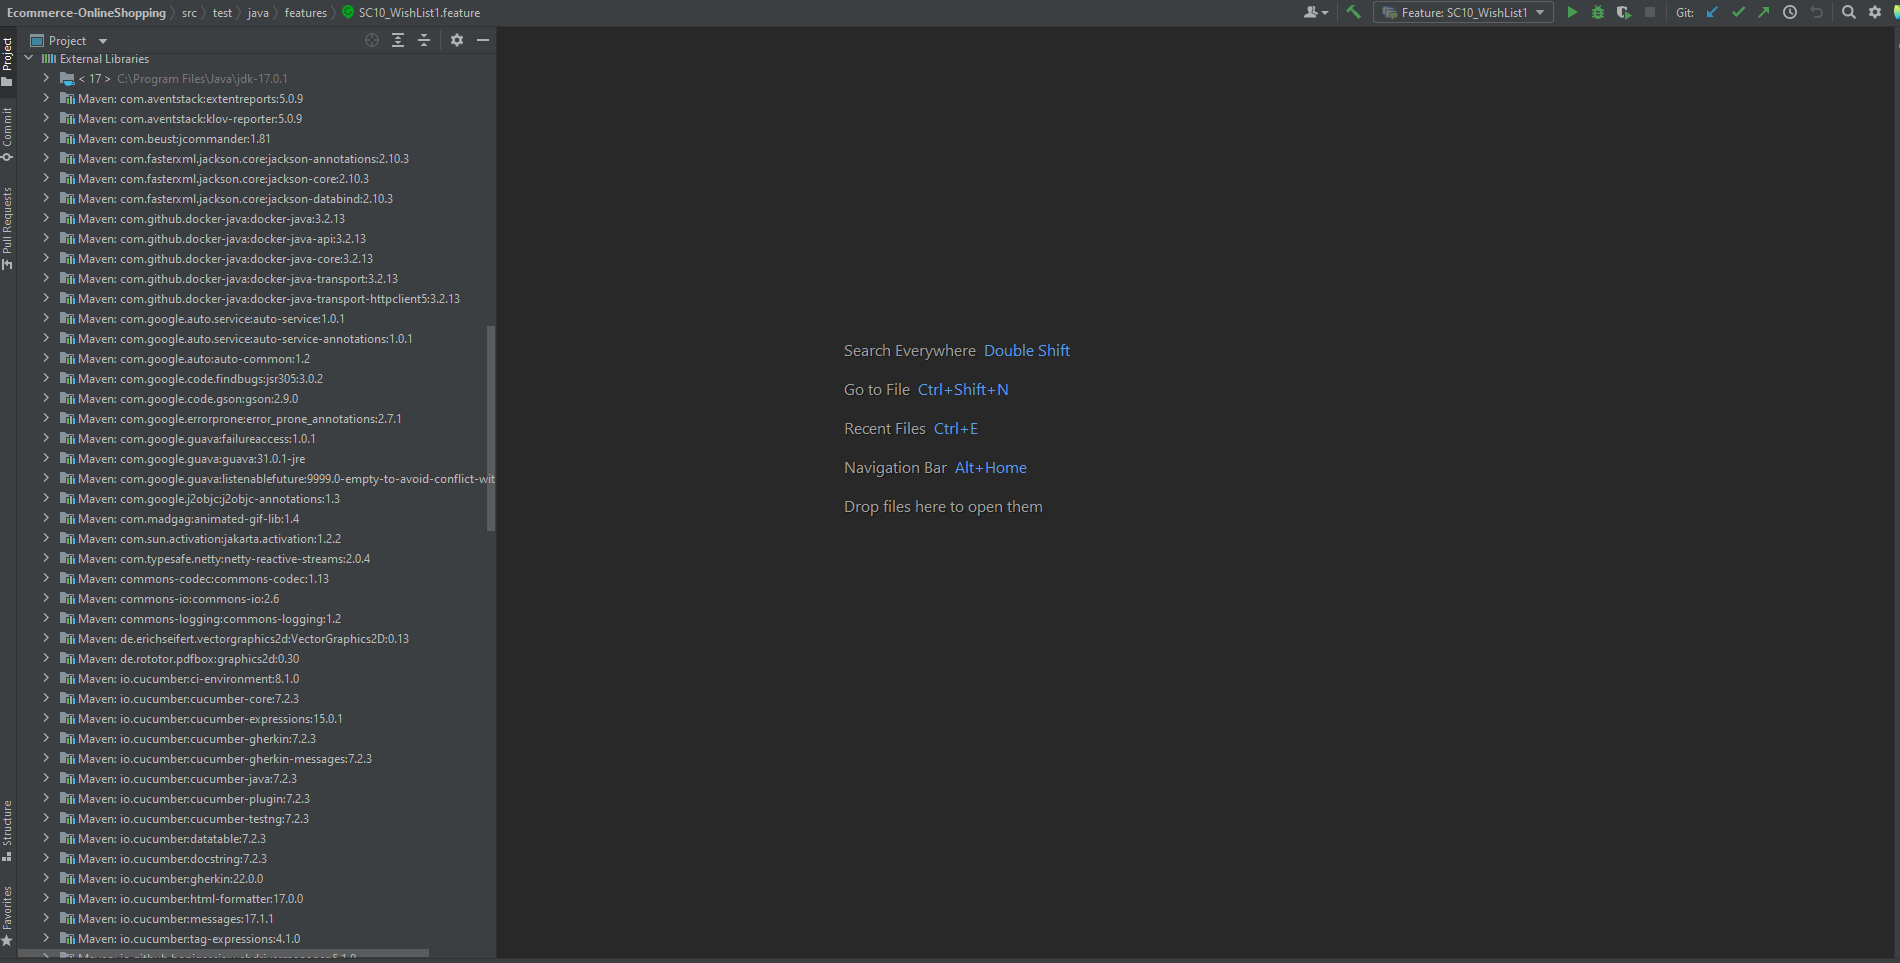 Ecommerce-OnlineShopping src test java features SC10_WishList1.feature
Feature: SC10_WishList1 Git:
Project
Project
Commit
Pull Requests
Structure
Favorites
External Libraries
< 17 > C:\Program Files\Java\jdk-17.0.1
Maven: com.aventstack:extentreports:5.0.9
Maven: com.aventstack:klov-reporter:5.0.9
Maven: com.beust:jcommander:1.81
Maven: com.fasterxml.jackson.core:jackson-annotations:2.10.3
Maven: com.fasterxml.jackson.core:jackson-core:2.10.3
Maven: com.fasterxml.jackson.core:jackson-databind:2.10.3
Maven: com.github.docker-java:docker-java:3.2.13
Maven: com.github.docker-java:docker-java-api:3.2.13
Maven: com.github.docker-java:docker-java-core:3.2.13
Maven: com.github.docker-java:docker-java-transport:3.2.13
Maven: com.github.docker-java:docker-java-transport-httpclient5:3.2.13
Maven: com.google.auto.service:auto-service:1.0.1
Maven: com.google.auto.service:auto-service-annotations:1.0.1
Maven: com.google.auto:auto-common:1.2
Maven: com.google.code.findbugs:jsr305:3.0.2
Maven: com.google.code.gson:gson:2.9.0
Maven: com.google.errorprone:error_prone_annotations:2.7.1
Maven: com.google.guava:failureaccess:1.0.1
Maven: com.google.guava:guava:31.0.1-jre
Maven: com.google.guava:listenablefuture:9999.0-empty-to-avoid-conflict-wit
Maven: com.google.j2objc:j2objc-annotations:1.3
Maven: com.madgag:animated-gif-lib:1.4
Maven: com.sun.activation:jakarta.activation:1.2.2
Maven: com.typesafe.netty:netty-reactive-streams:2.0.4
Maven: commons-codec:commons-codec:1.13
Maven: commons-io:commons-io:2.6
Maven: commons-logging:commons-logging:1.2
Maven: de.erichseifert.vectorgraphics2d:VectorGraphics2D:0.13
Maven: de.rototor.pdfbox:graphics2d:0.30
Maven: io.cucumber:ci-environment:8.1.0
Maven: io.cucumber:cucumber-core:7.2.3
Maven: io.cucumber:cucumber-expressions:15.0.1
Maven: io.cucumber:cucumber-gherkin:7.2.3
Maven: io.cucumber:cucumber-gherkin-messages:7.2.3
Maven: io.cucumber:cucumber-java:7.2.3
Maven: io.cucumber:cucumber-plugin:7.2.3
Maven: io.cucumber:cucumber-testng:7.2.3
Maven: io.cucumber:datatable:7.2.3
Maven: io.cucumber:docstring:7.2.3
Maven: io.cucumber:gherkin:22.0.0
Maven: io.cucumber:html-formatter:17.0.0
Maven: io.cucumber:messages:17.1.1
Maven: io.cucumber:tag-expressions:4.1.0
Search Everywhere Double Shift
Go to File Ctrl+Shift+N
Recent Files Ctrl+E
Navigation Bar Alt+Home
Drop files here to open them